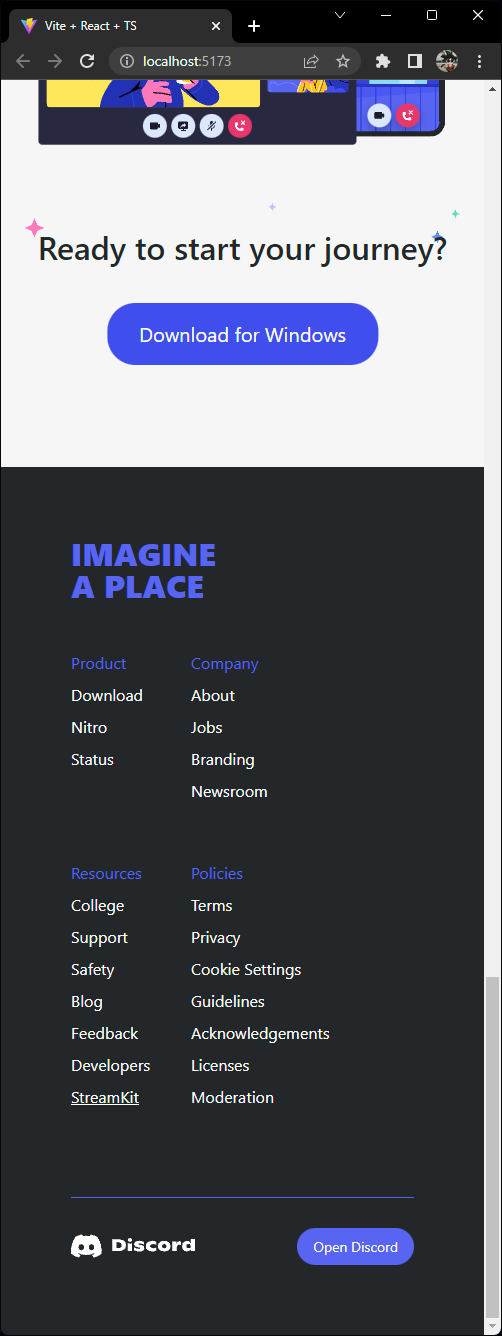 Vite + React + TS
localhost:5173
Ready to start your journey?
Download for Windows
IMAGINE
A PLACE
Product
Download
Nitro
Status
Company
About
Jobs
Branding
Newsroom
Resources
College
Support
Safety
Blog
Feedback
Developers
StreamKit
Policies
Terms
Privacy
Cookie Settings
Guidelines
Acknowledgements
Licenses
Moderation
Discord
Open Discord